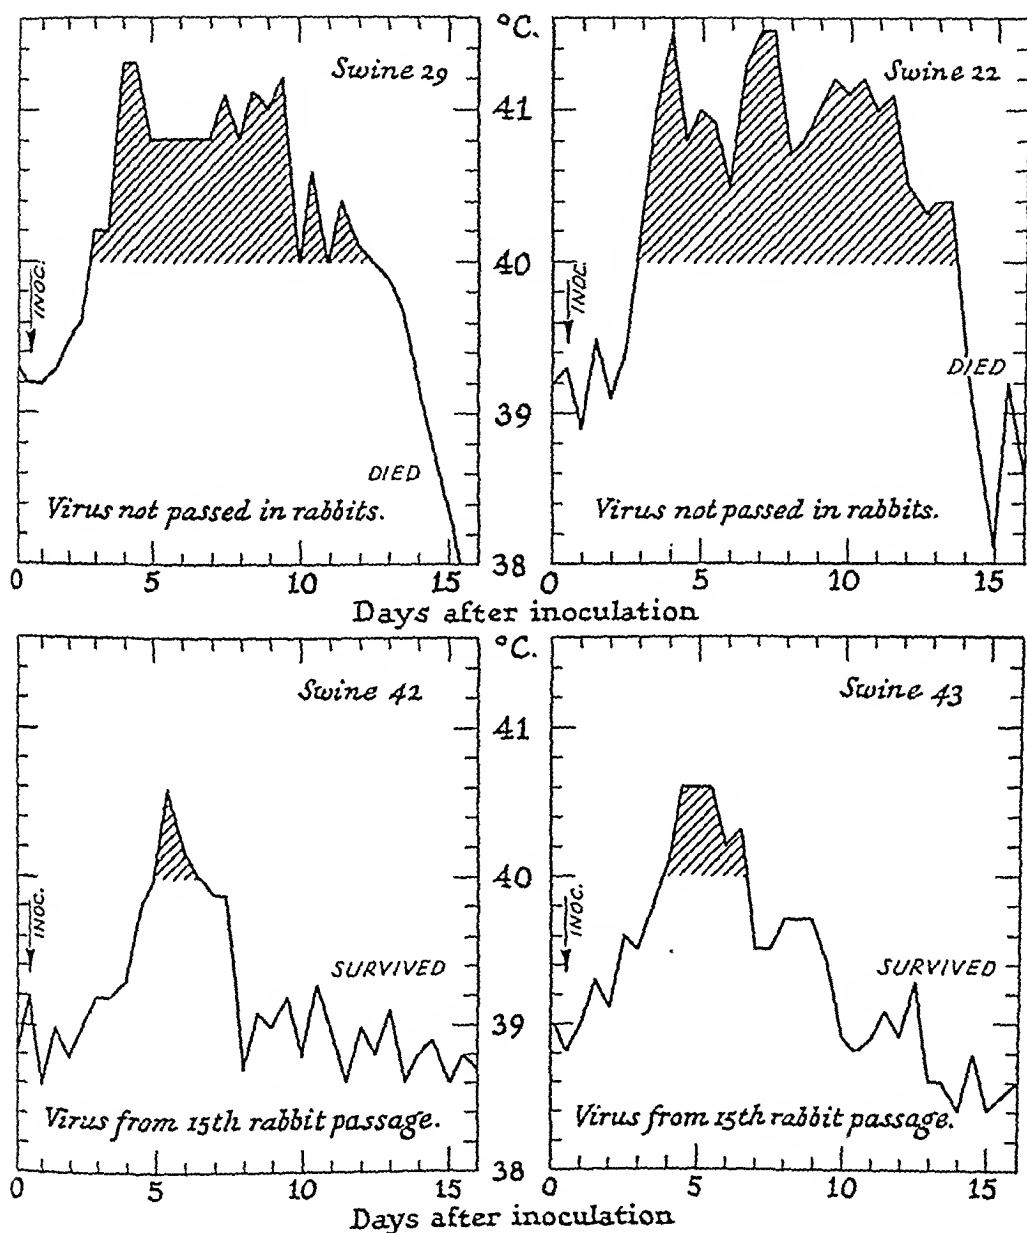 °C.
Swine 29
Swine 22
41
40
INOC.
INOC.
39
DIED
DIED
Virus not passed in rabbits.
Virus not passed in rabbits.
38
0 5 10 15
0 5 10 15
Days after inoculation
°C.
Swine 42
Swine 43
41
40
INOC.
INOC.
SURVIVED
SURVIVED
39
Virus from 15th rabbit passage.
Virus from 15th rabbit passage.
38
0 5 10 15
0 5 10 15
Days after inoculation